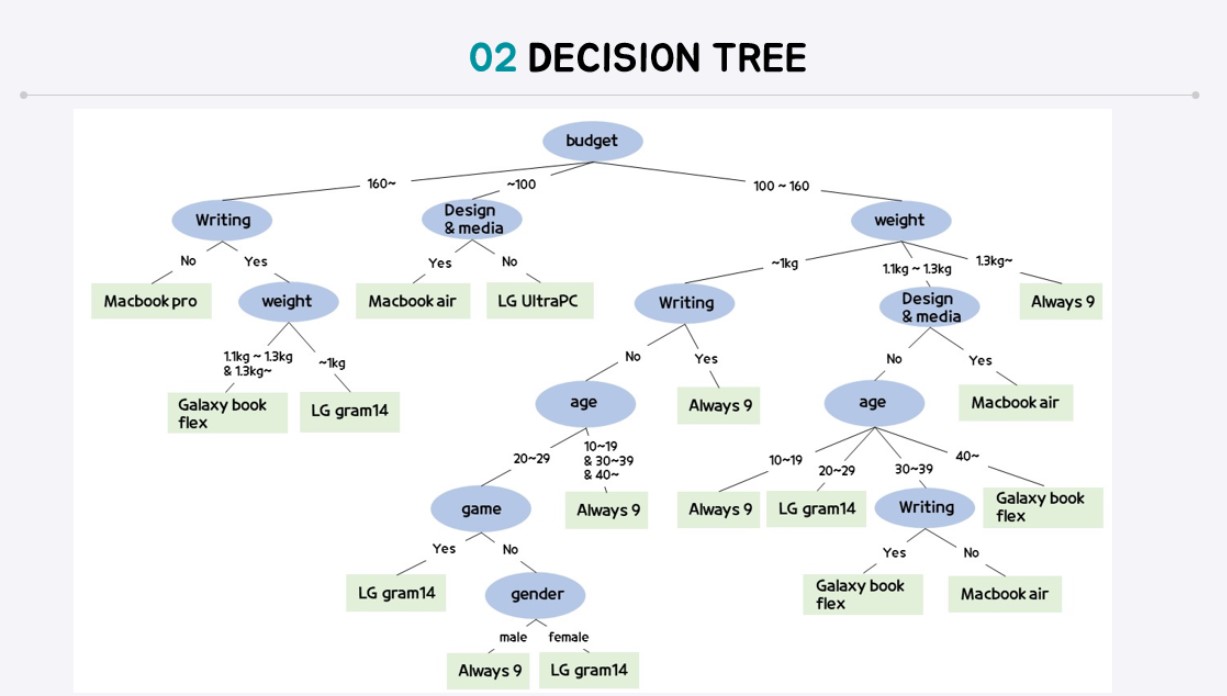 02 DECISION TREE
budget
160~
~100
100 ~ 160
Writing
Design
& media
weight
No
Yes
Yes
No
~1kg
1.1kg ~ 1.3kg
1.3kg~
Macbook pro
weight
Macbook air
LG UltraPC
Writing
Design
& media
Always 9
1.1kg ~ 1.3kg
& 1.3kg~
~1kg
No
Yes
No
Yes
Galaxy book
flex
LG gram14
age
Always 9
age
Macbook air
20~29
10~19
& 30~39
& 40~
10~19
20~29
30~39
40~
game
Always 9
Always 9
LG gram14
Writing
Galaxy book
flex
Yes
No
Yes
No
LG gram14
gender
Galaxy book
flex
Macbook air
male
female
Always 9
LG gram14